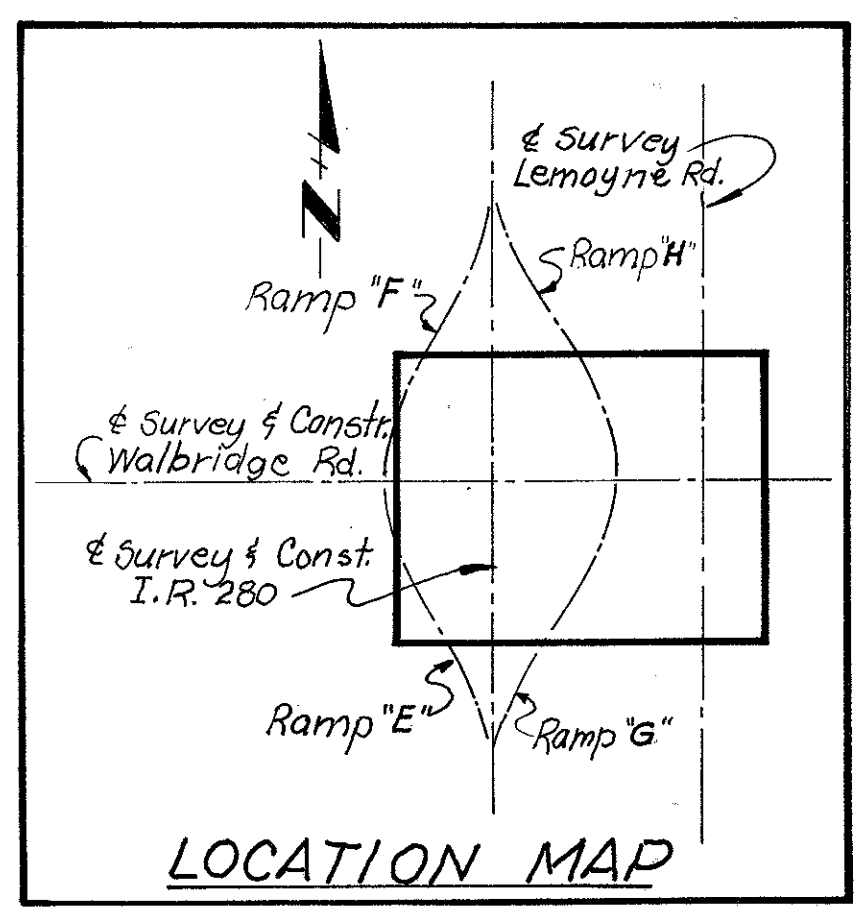 N
℄ Survey
Lemoyne Rd.
Ramp "H"
Ramp "F"
℄ Survey & Constr.
Walbridge Rd.
℄ Survey & Const.
I.R. 280
Ramp "E"
Ramp "G"
LOCATION MAP